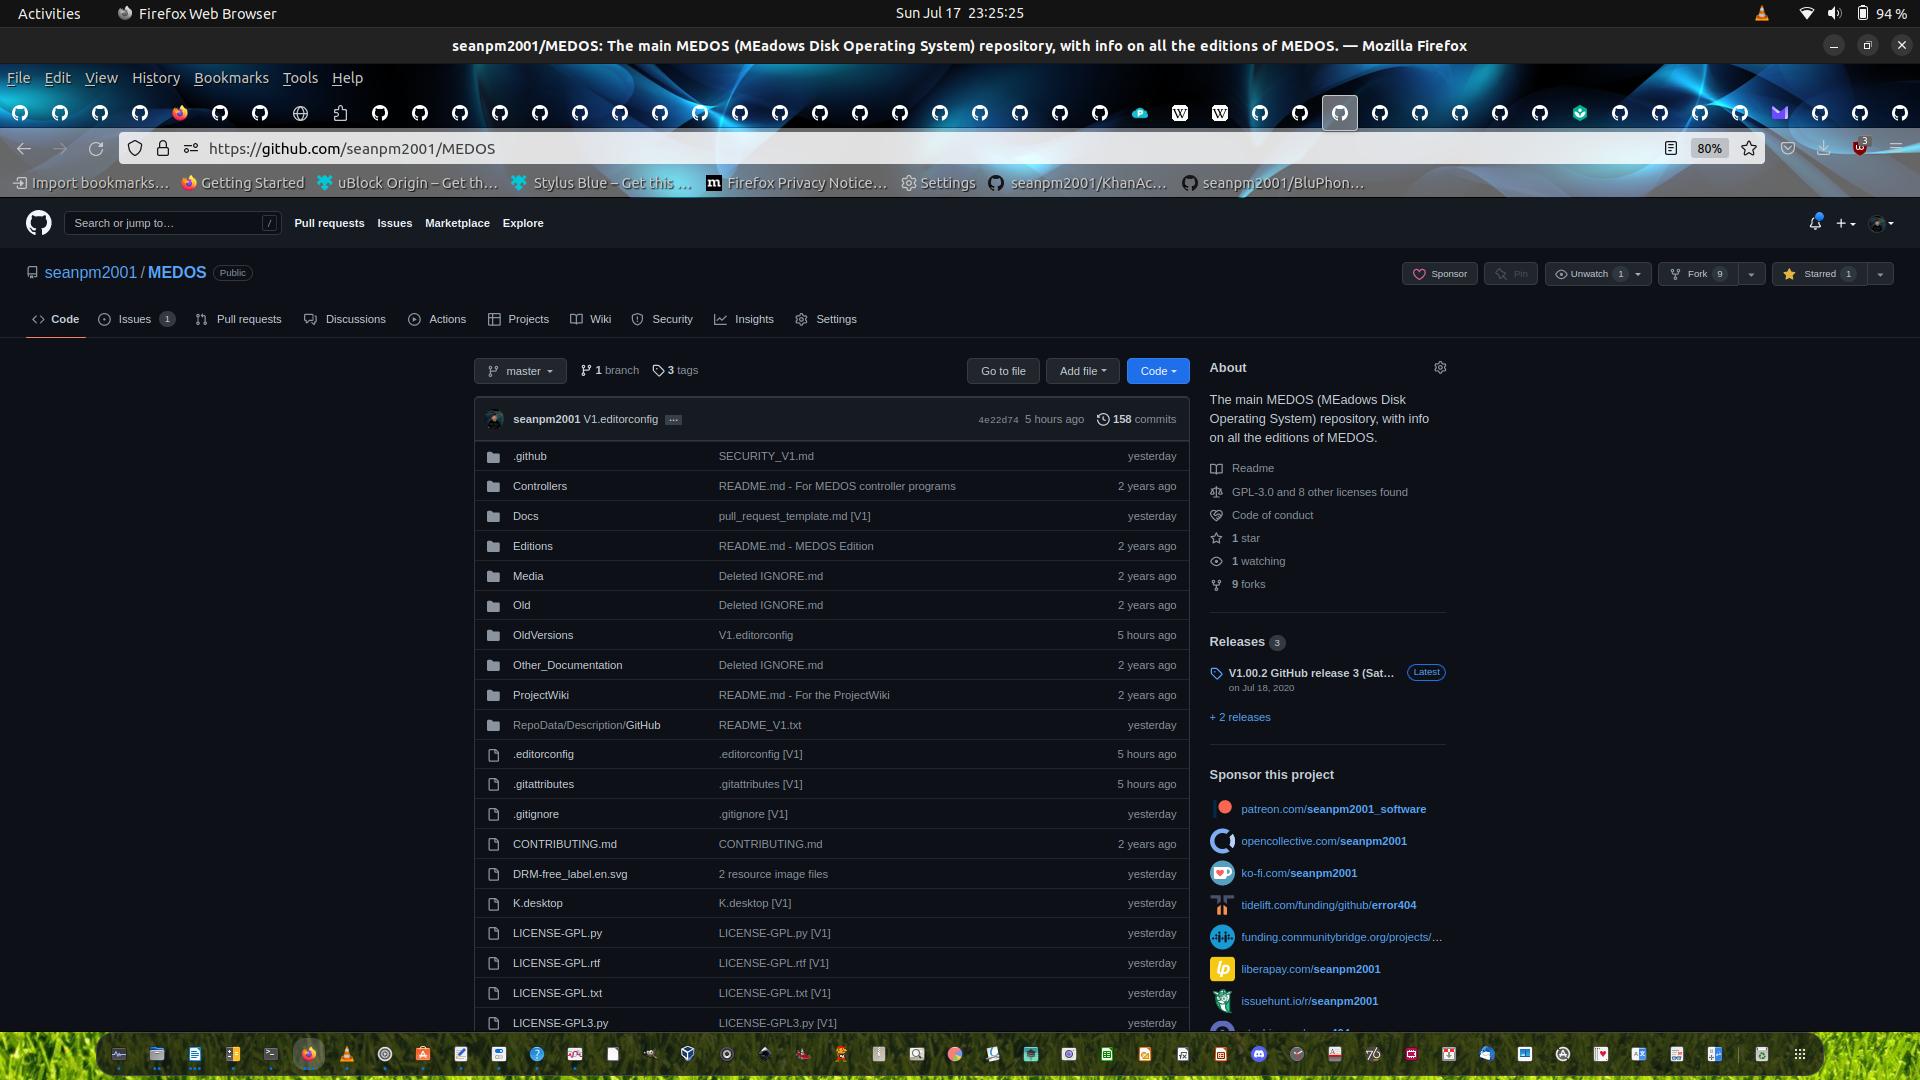 Activities
Firefox Web Browser
Sun Jul 17 23:25:25
94 %
seanpm2001/MEDOS: The main MEDOS (MEadows Disk Operating System) repository, with info on all the editions of MEDOS. — Mozilla Firefox
File Edit View History Bookmarks Tools Help
https://github.com/seanpm2001/MEDOS
80%
3
Import bookmarks…
Getting Started
uBlock Origin – Get th…
Stylus Blue – Get this …
Firefox Privacy Notice…
Settings
seanpm2001/KhanAc…
seanpm2001/BluPhon…
Search or jump to…
/
Pull requests Issues Marketplace Explore
seanpm2001 / MEDOS Public
Sponsor
Pin
Unwatch 1
Fork 9
Starred 1
Code
Issues 1
Pull requests
Discussions
Actions
Projects
Wiki
Security
Insights
Settings
master
1 branch
3 tags
Go to file
Add file
Code
seanpm2001 V1.editorconfig …
4e22d74 5 hours ago
158 commits
.github SECURITY_V1.md yesterday
Controllers README.md - For MEDOS controller programs 2 years ago
Docs pull_request_template.md [V1] yesterday
Editions README.md - MEDOS Edition 2 years ago
Media Deleted IGNORE.md 2 years ago
Old Deleted IGNORE.md 2 years ago
OldVersions V1.editorconfig 5 hours ago
Other_Documentation Deleted IGNORE.md 2 years ago
ProjectWiki README.md - For the ProjectWiki 2 years ago
RepoData/Description/GitHub README_V1.txt yesterday
.editorconfig .editorconfig [V1] 5 hours ago
.gitattributes .gitattributes [V1] 5 hours ago
.gitignore .gitignore [V1] yesterday
CONTRIBUTING.md CONTRIBUTING.md 2 years ago
DRM-free_label.en.svg 2 resource image files yesterday
K.desktop K.desktop [V1] yesterday
LICENSE-GPL.py LICENSE-GPL.py [V1] yesterday
LICENSE-GPL.rtf LICENSE-GPL.rtf [V1] yesterday
LICENSE-GPL.txt LICENSE-GPL.txt [V1] yesterday
LICENSE-GPL3.py LICENSE-GPL3.py [V1] yesterday
About
The main MEDOS (MEadows Disk
Operating System) repository, with info
on all the editions of MEDOS.
Readme
GPL-3.0 and 8 other licenses found
Code of conduct
1 star
1 watching
9 forks
Releases 3
V1.00.2 GitHub release 3 (Sat… Latest
on Jul 18, 2020
+ 2 releases
Sponsor this project
patreon.com/seanpm2001_software
opencollective.com/seanpm2001
ko-fi.com/seanpm2001
tidelift.com/funding/github/error404
funding.communitybridge.org/projects/…
liberapay.com/seanpm2001
issuehunt.io/r/seanpm2001